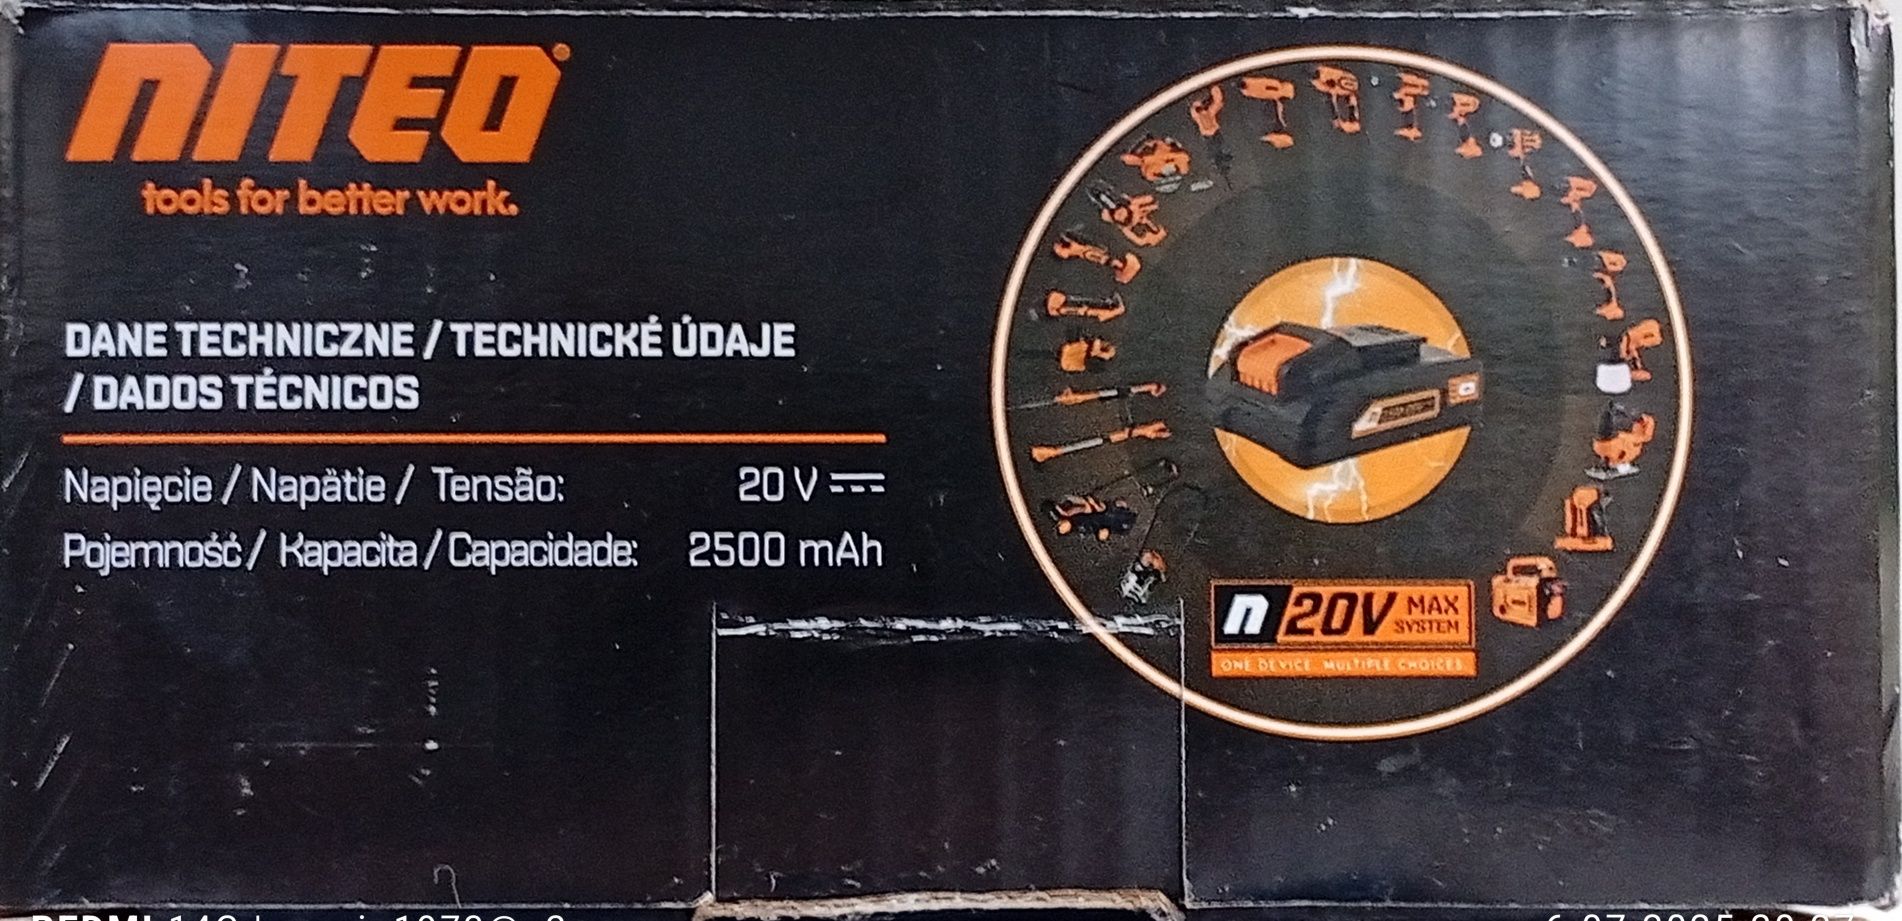 NITEO
tools for better work.
DANE TECHNICZNE / TECHNICKÉ ÚDAJE
/ DADOS TÉCNICOS
Napięcie / Napätie / Tensão: 20 V
Pojemność / Kapacita / Capacidade: 2500 mAh
n 20V MAX SYSTEM
ONE DEVICE. MULTIPLE CHOICES.